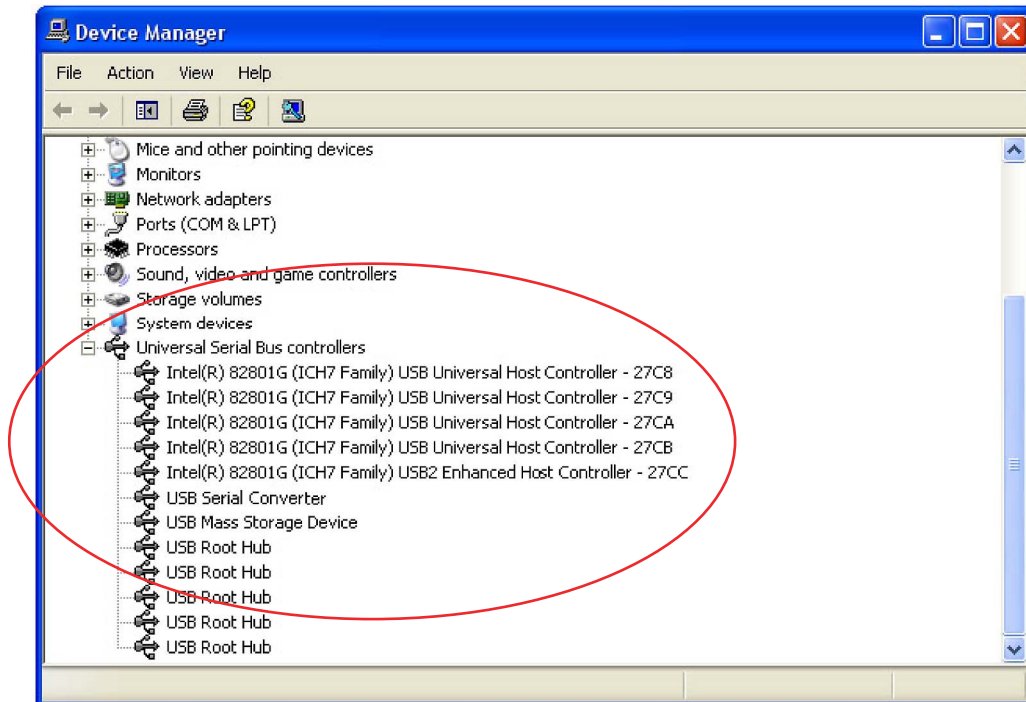 Device Manager
File Action View Help
Mice and other pointing devices
Monitors
Network adapters
Ports (COM & LPT)
Processors
Sound, video and game controllers
Storage volumes
System devices
Universal Serial Bus controllers
Intel(R) 82801G (ICH7 Family) USB Universal Host Controller - 27C8
Intel(R) 82801G (ICH7 Family) USB Universal Host Controller - 27C9
Intel(R) 82801G (ICH7 Family) USB Universal Host Controller - 27CA
Intel(R) 82801G (ICH7 Family) USB Universal Host Controller - 27CB
Intel(R) 82801G (ICH7 Family) USB2 Enhanced Host Controller - 27CC
USB Serial Converter
USB Mass Storage Device
USB Root Hub
USB Root Hub
USB Root Hub
USB Root Hub
USB Root Hub